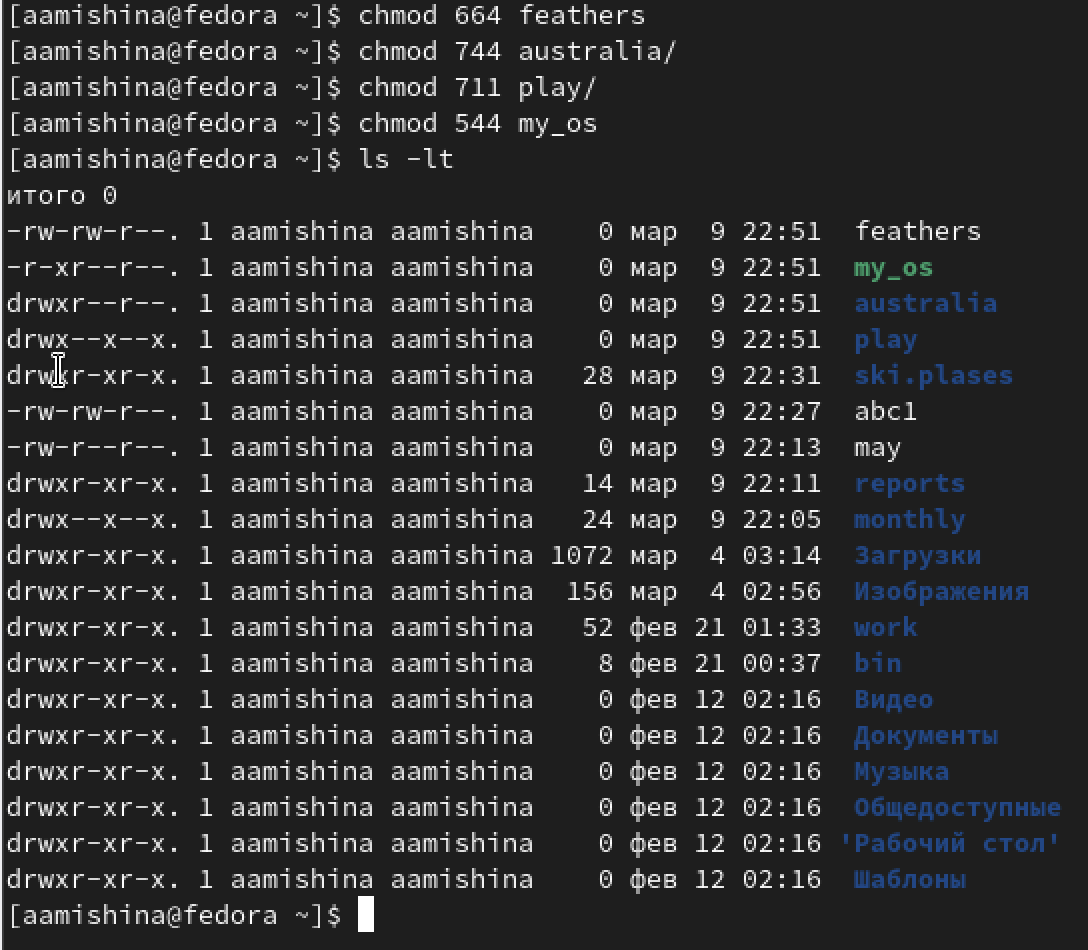 [aamishina@fedora ~]$ chmod 664 feathers
[aamishina@fedora ~]$ chmod 744 australia/
[aamishina@fedora ~]$ chmod 711 play/
[aamishina@fedora ~]$ chmod 544 my_os
[aamishina@fedora ~]$ ls -lt
итого 0
-rw-rw-r--. 1 aamishina aamishina    0 мар  9 22:51  feathers
-r-xr--r--. 1 aamishina aamishina    0 мар  9 22:51  my_os
drwxr--r--. 1 aamishina aamishina    0 мар  9 22:51  australia
drwx--x--x. 1 aamishina aamishina    0 мар  9 22:51  play
drwxr-xr-x. 1 aamishina aamishina   28 мар  9 22:31  ski.plases
-rw-rw-r--. 1 aamishina aamishina    0 мар  9 22:27  abc1
-rw-r--r--. 1 aamishina aamishina    0 мар  9 22:13  may
drwxr-xr-x. 1 aamishina aamishina   14 мар  9 22:11  reports
drwx--x--x. 1 aamishina aamishina   24 мар  9 22:05  monthly
drwxr-xr-x. 1 aamishina aamishina 1072 мар  4 03:14  Загрузки
drwxr-xr-x. 1 aamishina aamishina  156 мар  4 02:56  Изображения
drwxr-xr-x. 1 aamishina aamishina   52 фев 21 01:33  work
drwxr-xr-x. 1 aamishina aamishina    8 фев 21 00:37  bin
drwxr-xr-x. 1 aamishina aamishina    0 фев 12 02:16  Видео
drwxr-xr-x. 1 aamishina aamishina    0 фев 12 02:16  Документы
drwxr-xr-x. 1 aamishina aamishina    0 фев 12 02:16  Музыка
drwxr-xr-x. 1 aamishina aamishina    0 фев 12 02:16  Общедоступные
drwxr-xr-x. 1 aamishina aamishina    0 фев 12 02:16 'Рабочий стол'
drwxr-xr-x. 1 aamishina aamishina    0 фев 12 02:16  Шаблоны
[aamishina@fedora ~]$